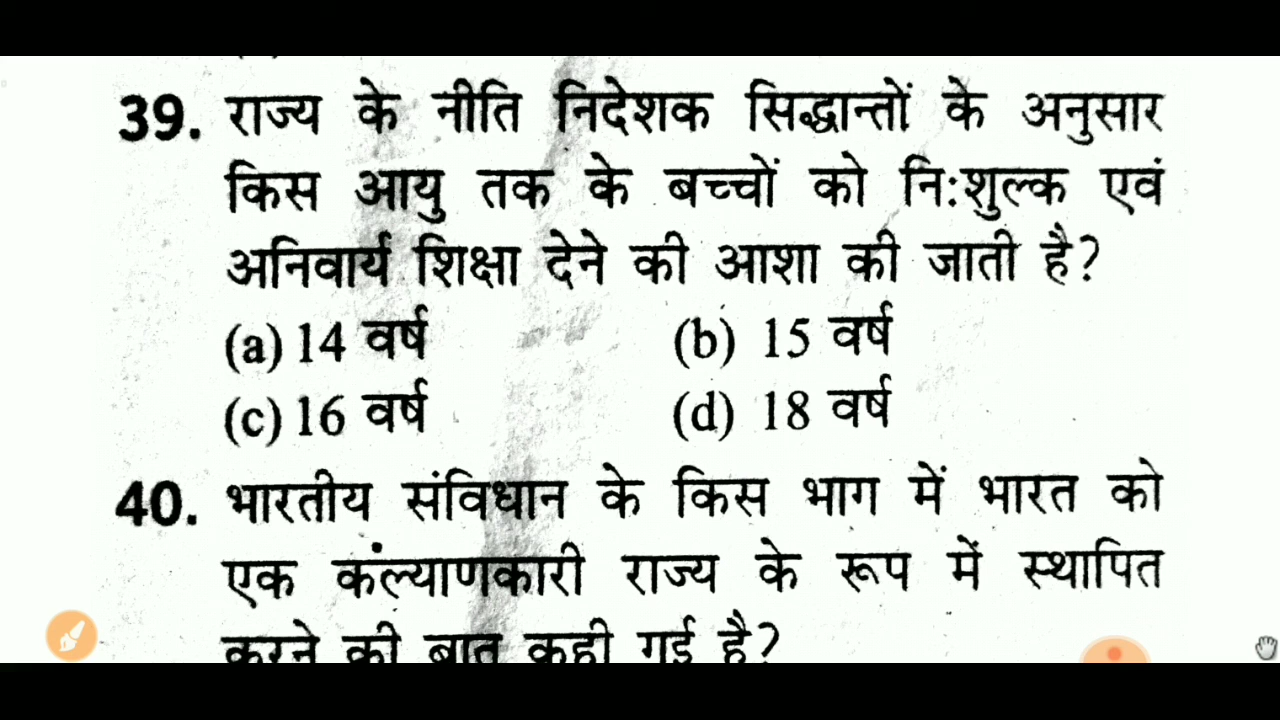 39. राज्य के नीति निदेशक सिद्धान्तों के अनुसार
किस आयु तक के बच्चों को नि:शुल्क एवं
अनिवार्य शिक्षा देने की आशा की जाती है?
(a) 14 वर्ष (b) 15 वर्ष
(c) 16 वर्ष (d) 18 वर्ष
40. भारतीय संविधान के किस भाग में भारत को
एक कल्याणकारी राज्य के रूप में स्थापित
करने की बात कही गई है?